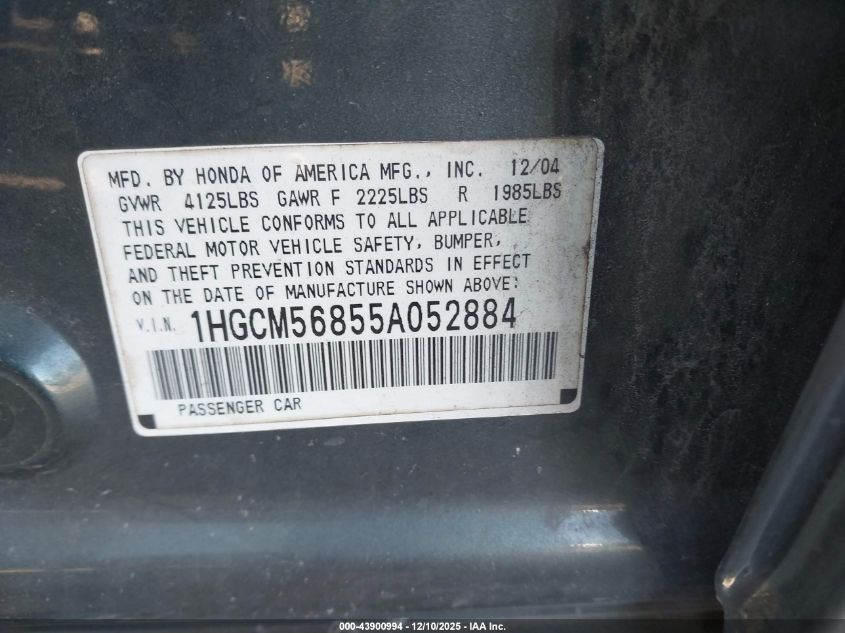 MFD. BY HONDA OF AMERICA MFG., INC. 12/04
GVWR 4125LBS GAWR F 2225LBS R 1985LBS
THIS VEHICLE CONFORMS TO ALL APPLICABLE
FEDERAL MOTOR VEHICLE SAFETY, BUMPER,
AND THEFT PREVENTION STANDARDS IN EFFECT
ON THE DATE OF MANUFACTURE SHOWN ABOVE:
V.I.N. 1HGCM56855A052884
PASSENGER CAR
000-43900994 - 12/10/2025 - IAA Inc.